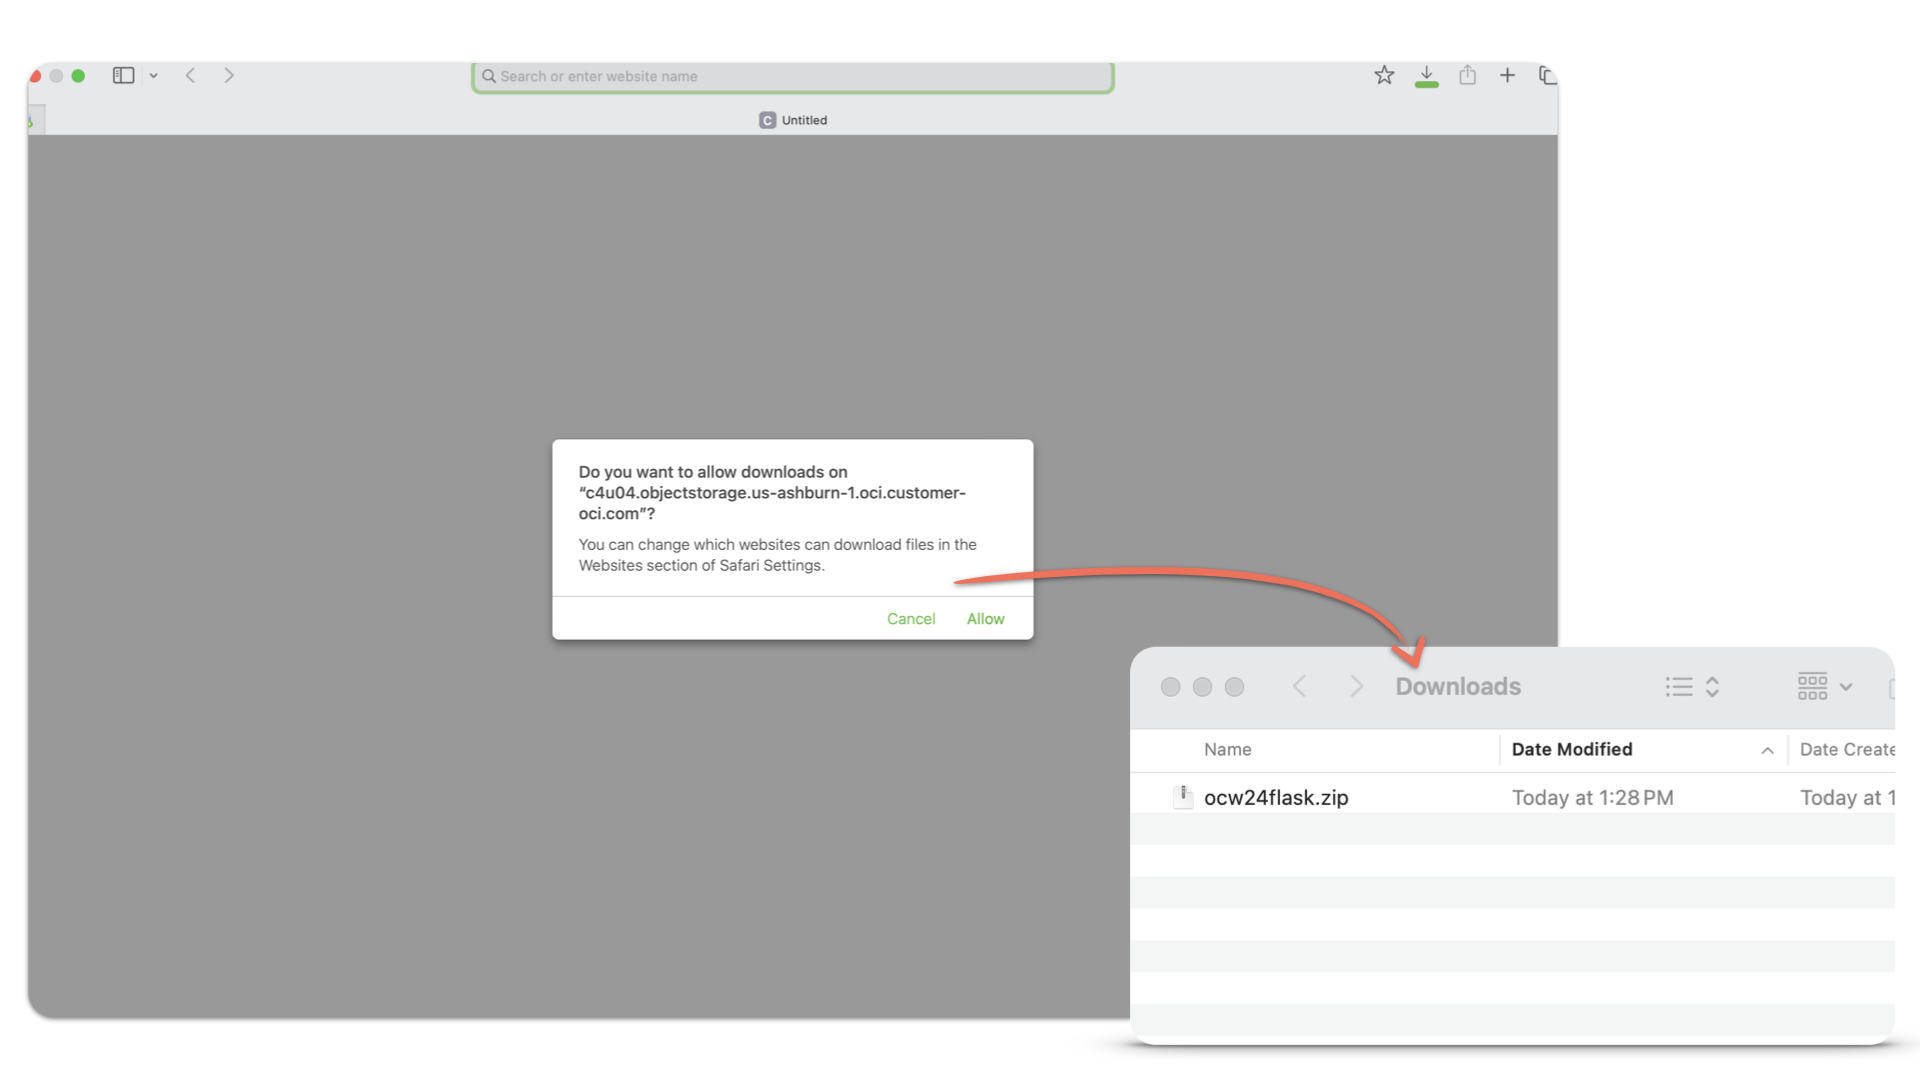 Search or enter website name
C Untitled
Do you want to allow downloads on
“c4u04.objectstorage.us-ashburn-1.oci.customer-
oci.com”?
You can change which websites can download files in the
Websites section of Safari Settings.
Cancel Allow
Downloads
Name Date Modified Date Create
ocw24flask.zip Today at 1:28 PM Today at 1